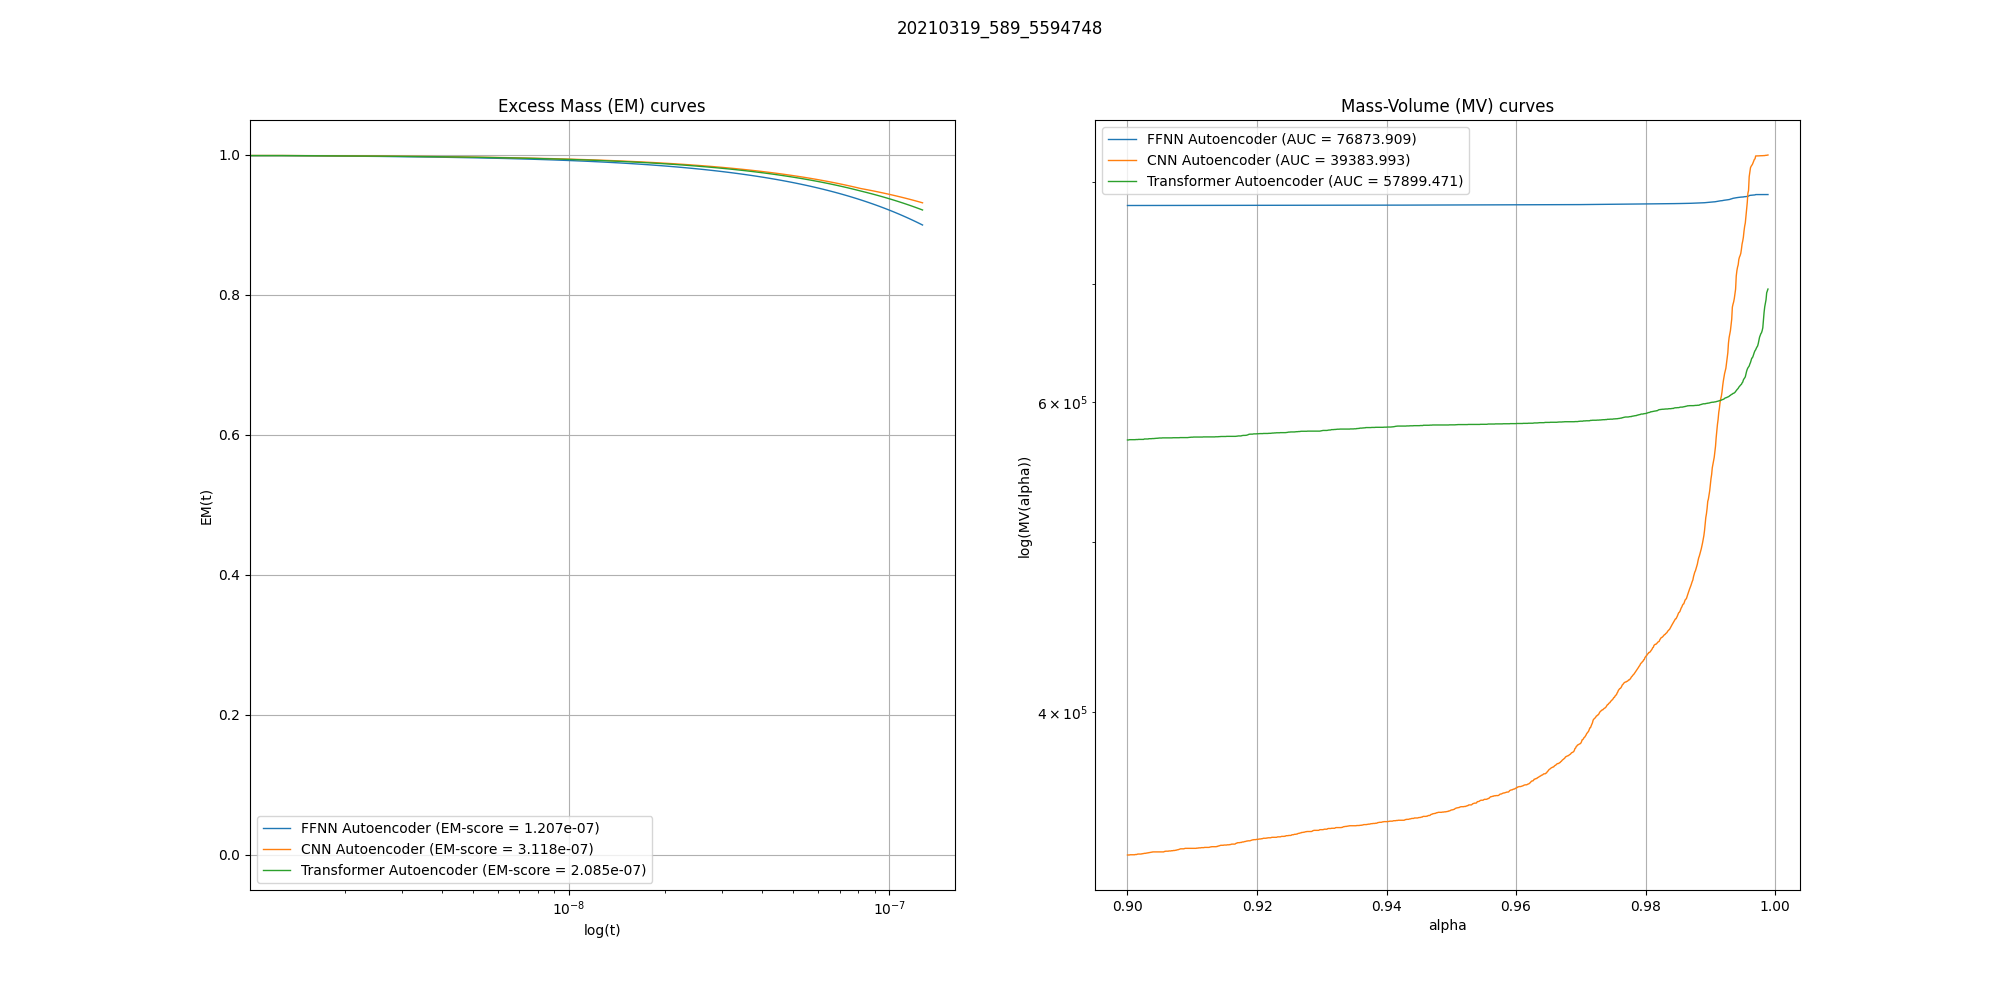 20210319_589_5594748
Excess Mass (EM) curves
EM(t)
1.0
0.8
0.6
0.4
0.2
0.0
FFNN Autoencoder (EM-score = 1.207e-07)
CNN Autoencoder (EM-score = 3.118e-07)
Transformer Autoencoder (EM-score = 2.085e-07)
10⁻⁸
10⁻⁷
log(t)
Mass-Volume (MV) curves
FFNN Autoencoder (AUC = 76873.909)
CNN Autoencoder (AUC = 39383.993)
Transformer Autoencoder (AUC = 57899.471)
log(MV(alpha))
6 × 10⁵
4 × 10⁵
0.90
0.92
0.94
0.96
0.98
1.00
alpha